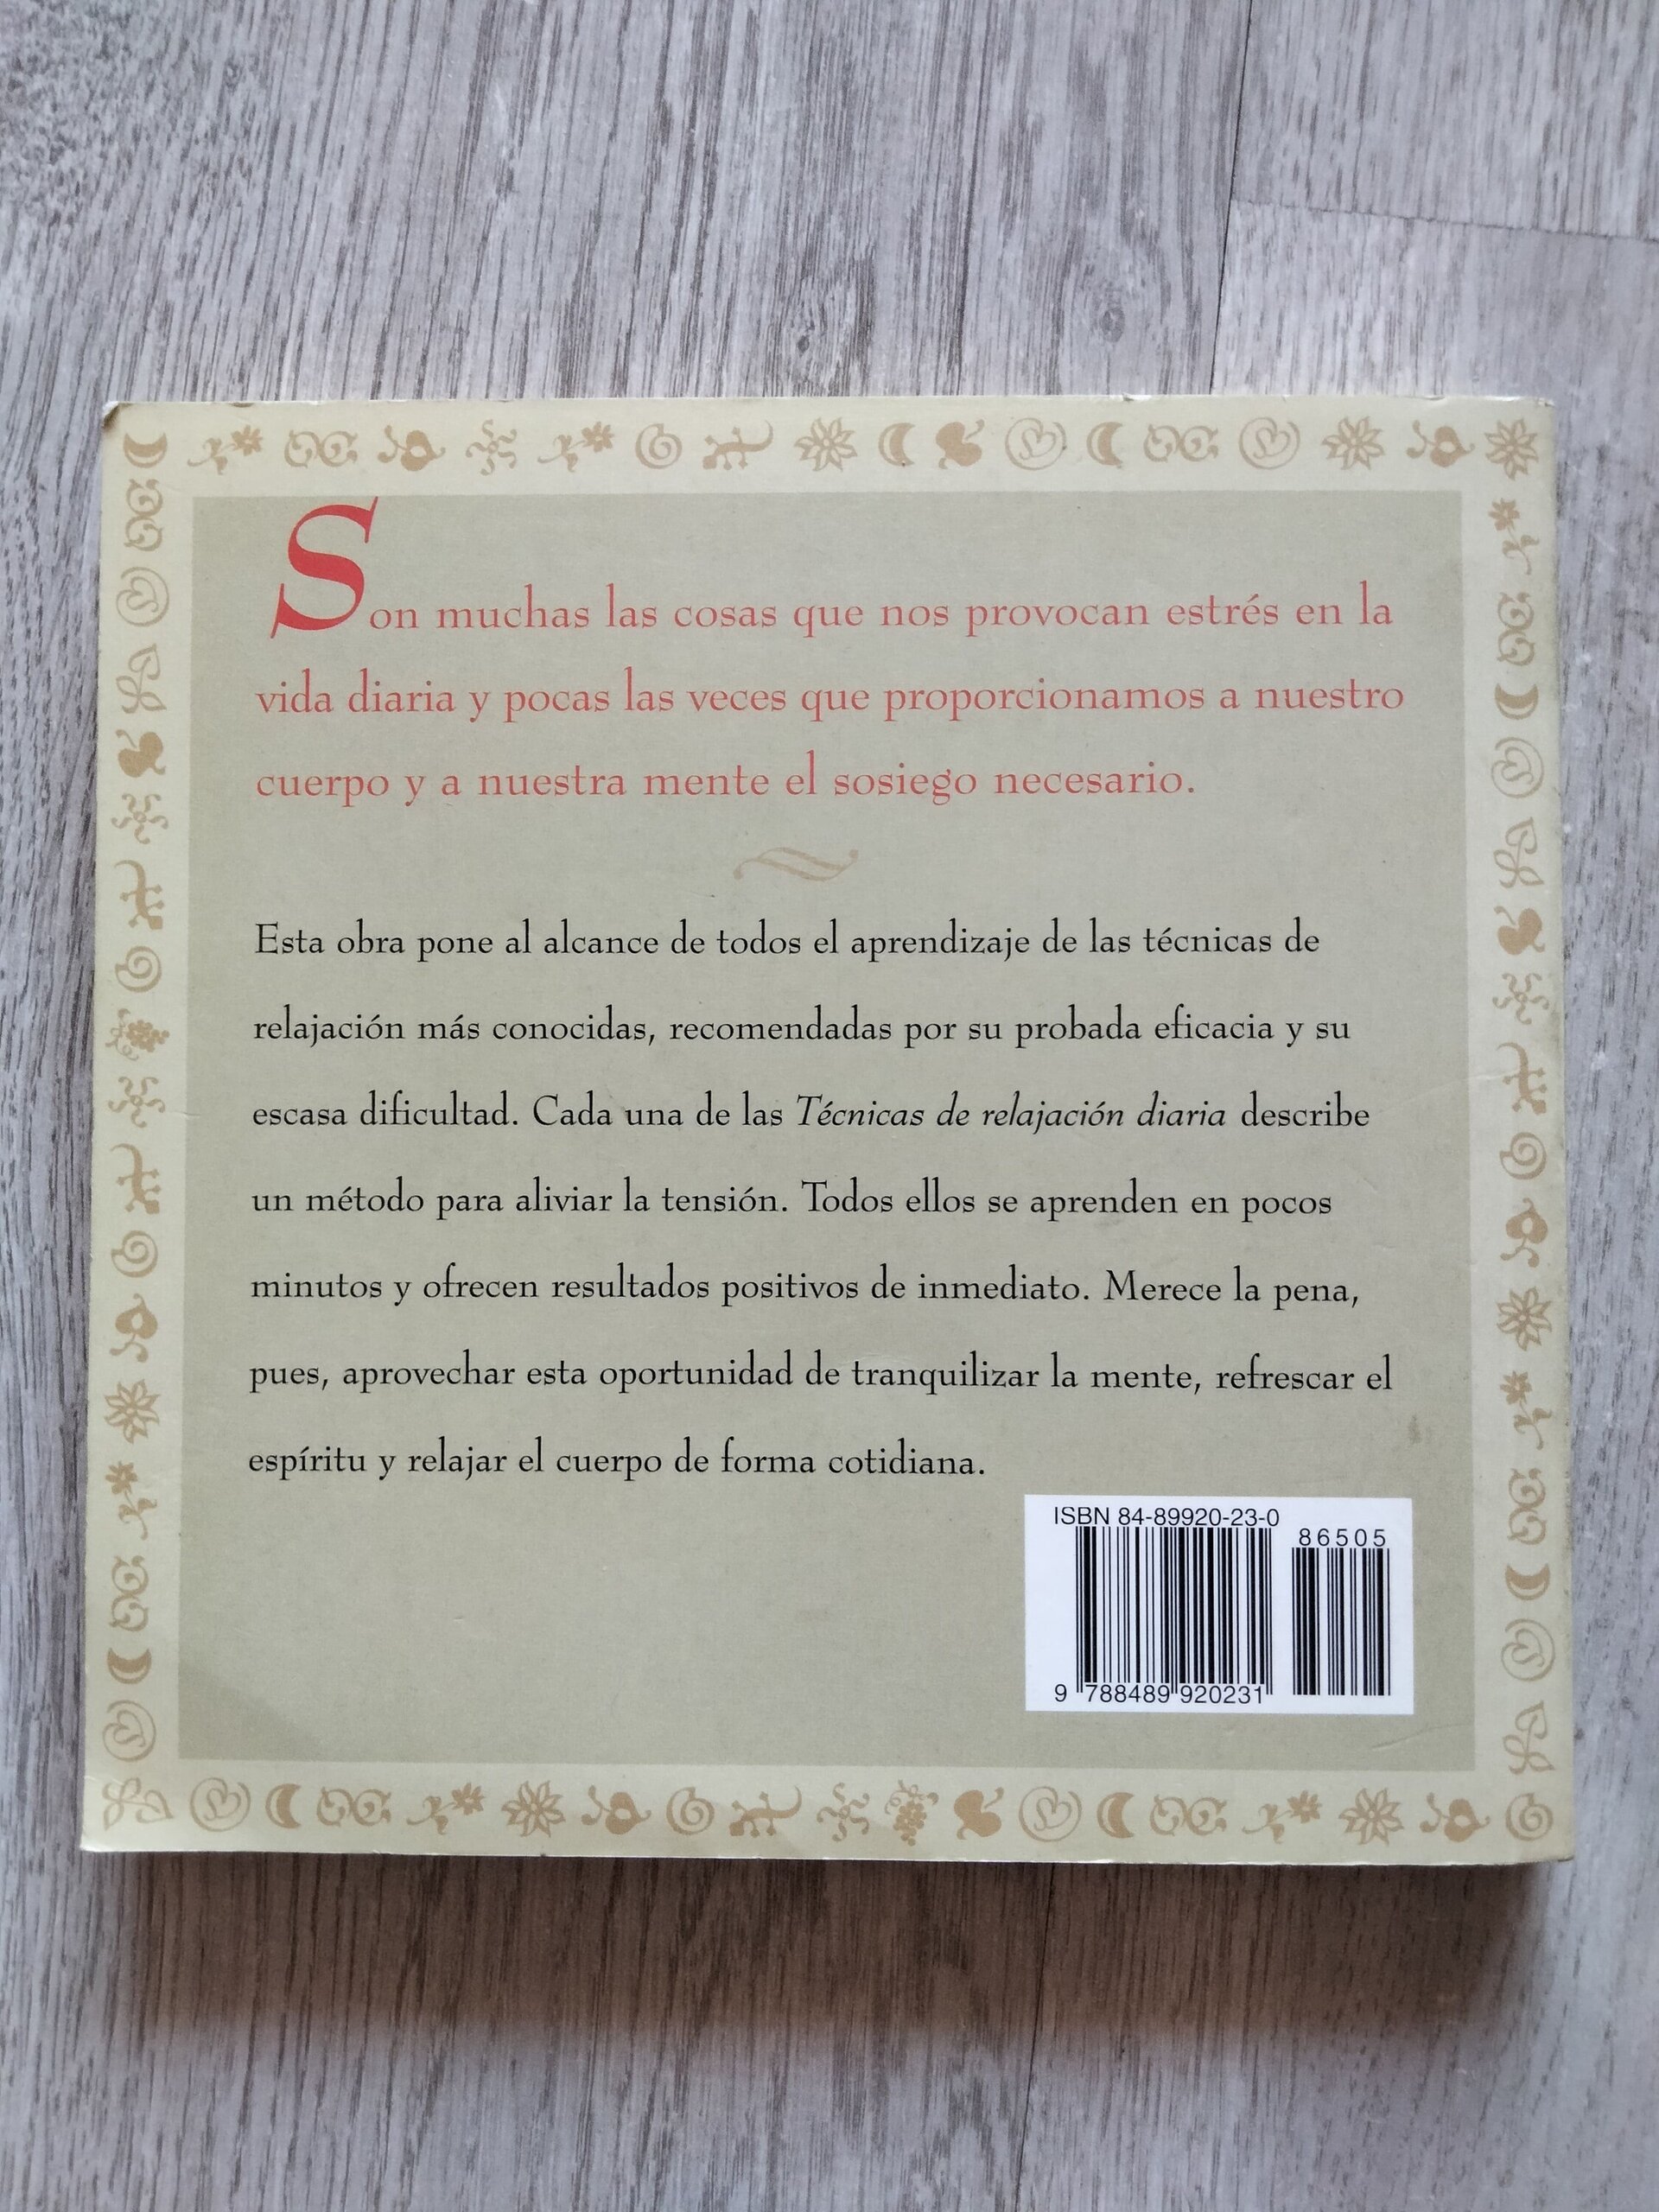 Son muchas las cosas que nos provocan estrés en la
vida diaria y pocas las veces que proporcionamos a nuestro
cuerpo y a nuestra mente el sosiego necesario.
Esta obra pone al alcance de todos el aprendizaje de las técnicas de
relajación más conocidas, recomendadas por su probada eficacia y su
escasa dificultad. Cada una de las Técnicas de relajación diaria describe
un método para aliviar la tensión. Todos ellos se aprenden en pocos
minutos y ofrecen resultados positivos de inmediato. Merece la pena,
pues, aprovechar esta oportunidad de tranquilizar la mente, refrescar el
espíritu y relajar el cuerpo de forma cotidiana.
ISBN 84-89920-23-0
86505
9 788489 920231